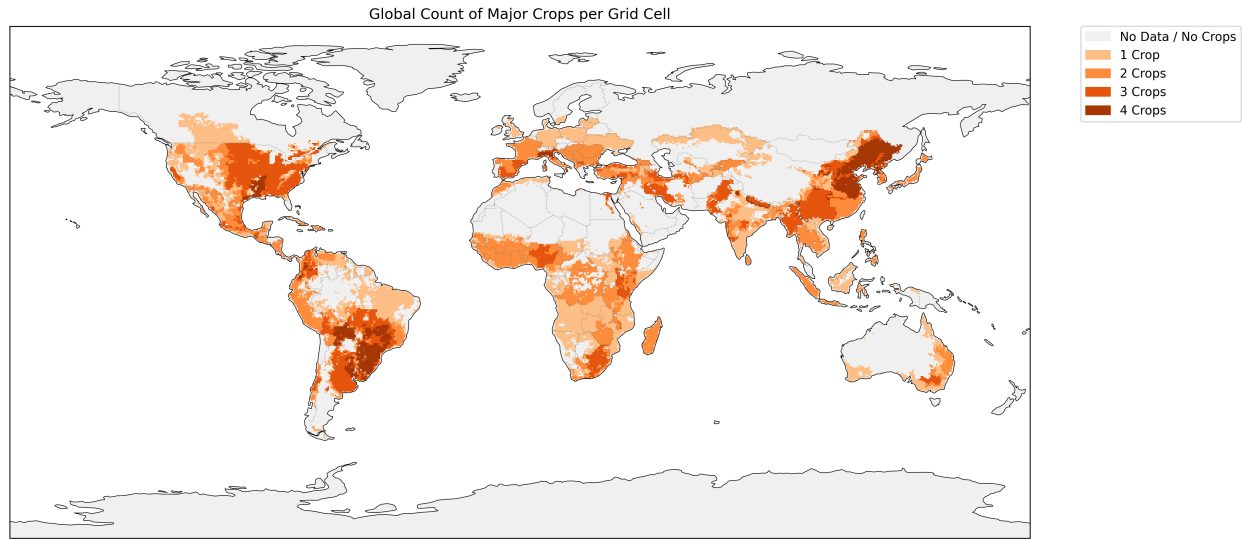 Global Count of Major Crops per Grid Cell
No Data / No Crops
1 Crop
2 Crops
3 Crops
4 Crops